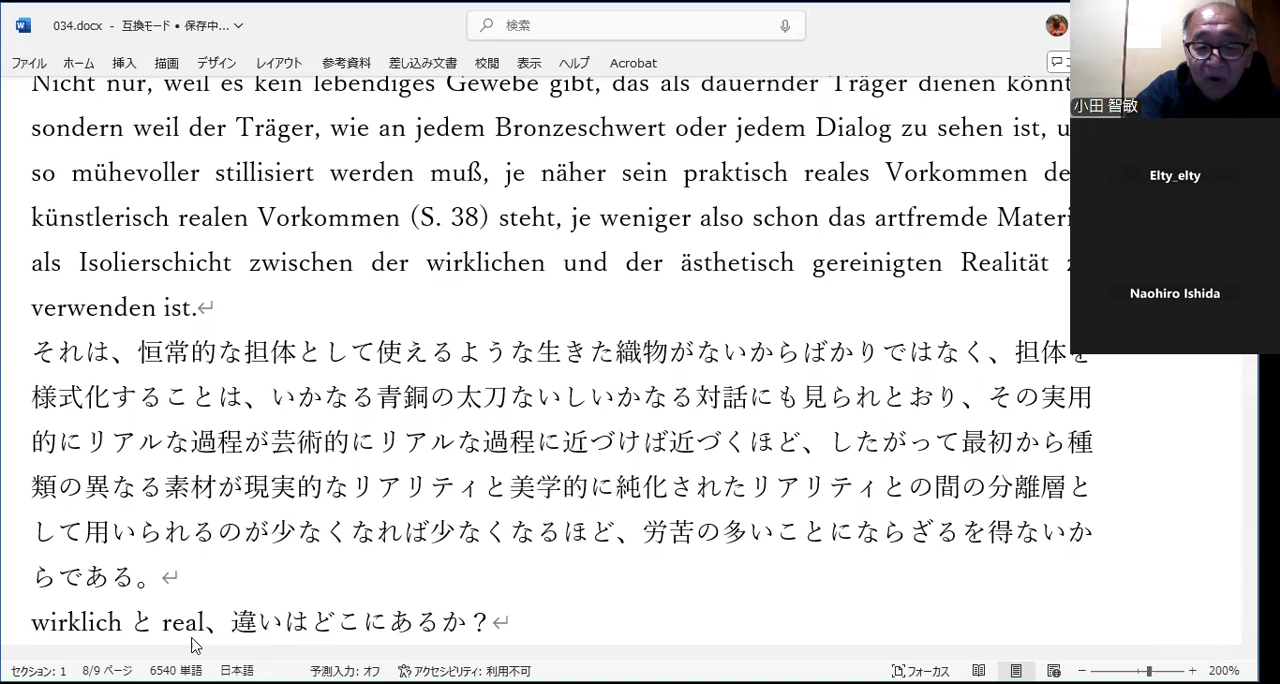 034.docx - 互換モード • 保存中...
検索
ファイル ホーム 挿入 描画 デザイン レイアウト 参考資料 差し込み文書 校閲 表示 ヘルプ Acrobat
小田 智敏
Elty_elty
Naohiro Ishida
Nicht nur, weil es kein lebendiges Gewebe gibt, das als dauernder Träger dienen könnt
sondern weil der Träger, wie an jedem Bronzeschwert oder jedem Dialog zu sehen ist, u
so mühevoller stillisiert werden muß, je näher sein praktisch reales Vorkommen de
künstlerisch realen Vorkommen (S. 38) steht, je weniger also schon das artfremde Materi
als Isolierschicht zwischen der wirklichen und der ästhetisch gereinigten Realität
verwenden ist.
それは、恒常的な担体として使えるような生きた織物がないからばかりではなく、担体を
様式化することは、いかなる青銅の太刀ないしいかなる対話にも見られとおり、その実用
的にリアルな過程が芸術的にリアルな過程に近づけば近づくほど、したがって最初から種
類の異なる素材が現実的なリアリティと美学的に純化されたリアリティとの間の分離層と
して用いられるのが少なくなれば少なくなるほど、労苦の多いことにならざるを得ないか
らである。
wirklich と real、違いはどこにあるか？
セクション: 1 8/9 ページ 6540 単語 日本語 予測入力: オフ アクセシビリティ: 利用不可 フォーカス 200%